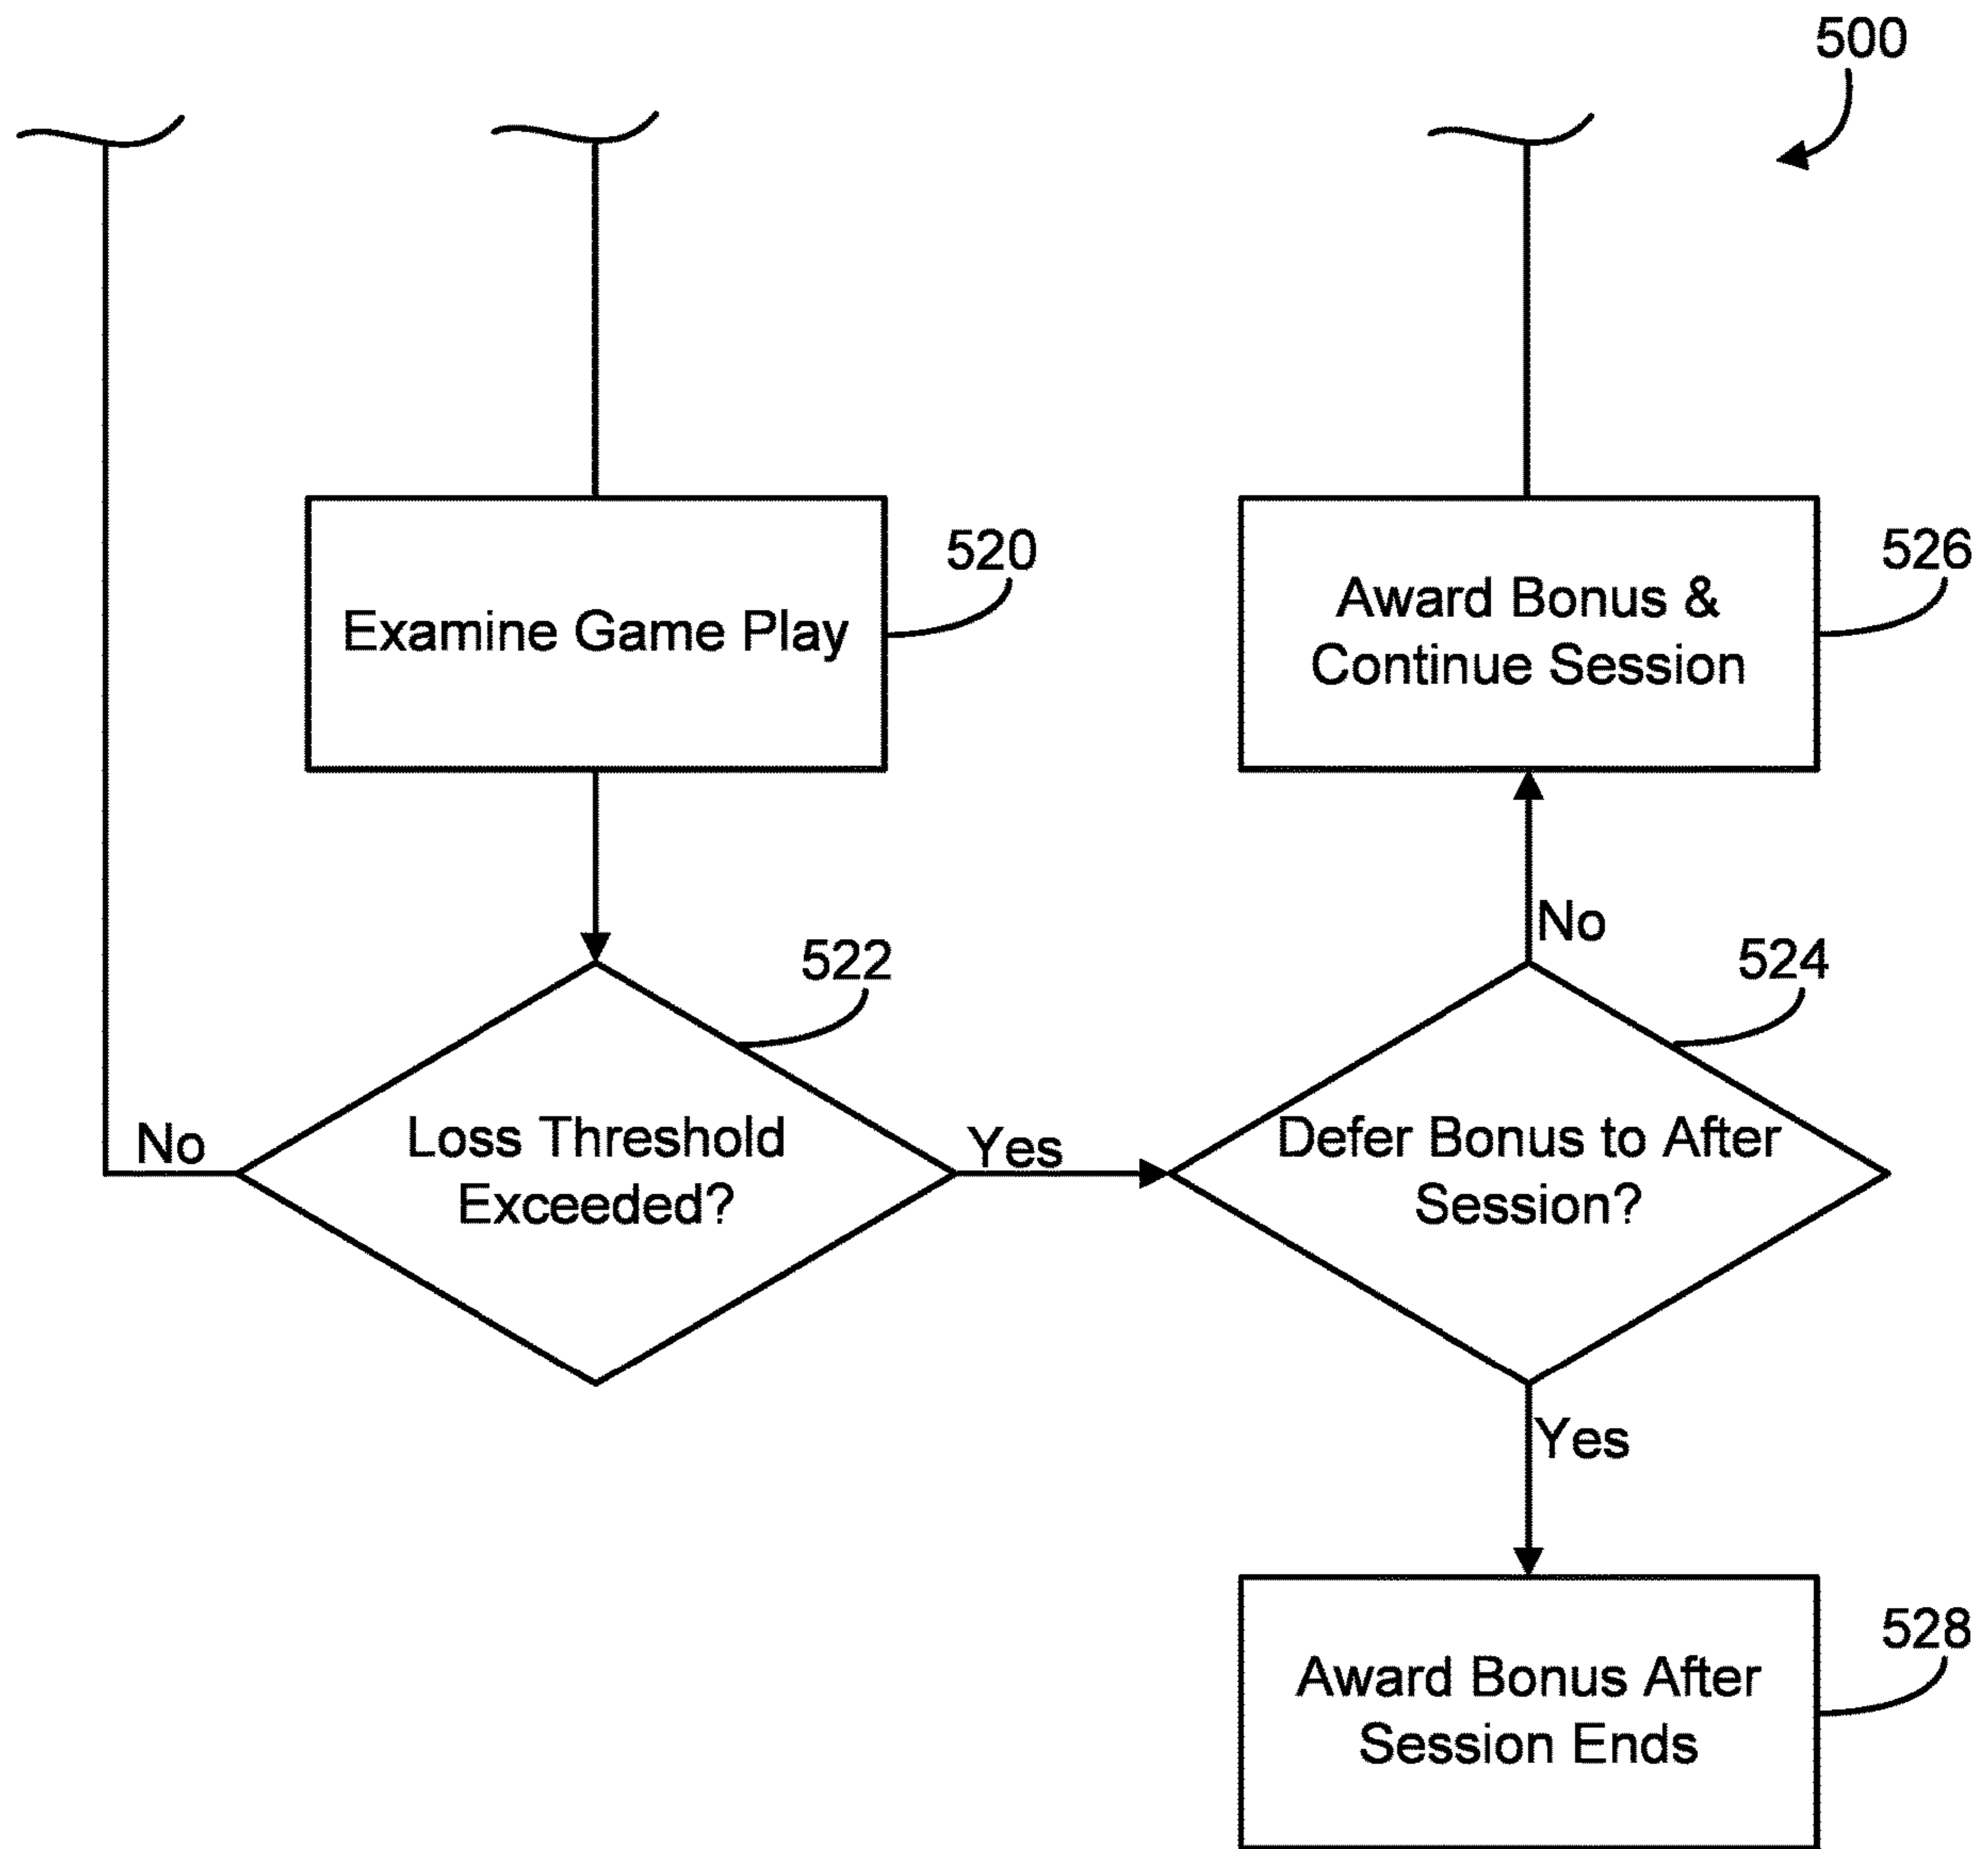 500
520
Examine Game Play
526
Award Bonus &
Continue Session
522
No
524
Loss Threshold
Exceeded?
No
Yes
Defer Bonus to After
Session?
Yes
528
Award Bonus After
Session Ends